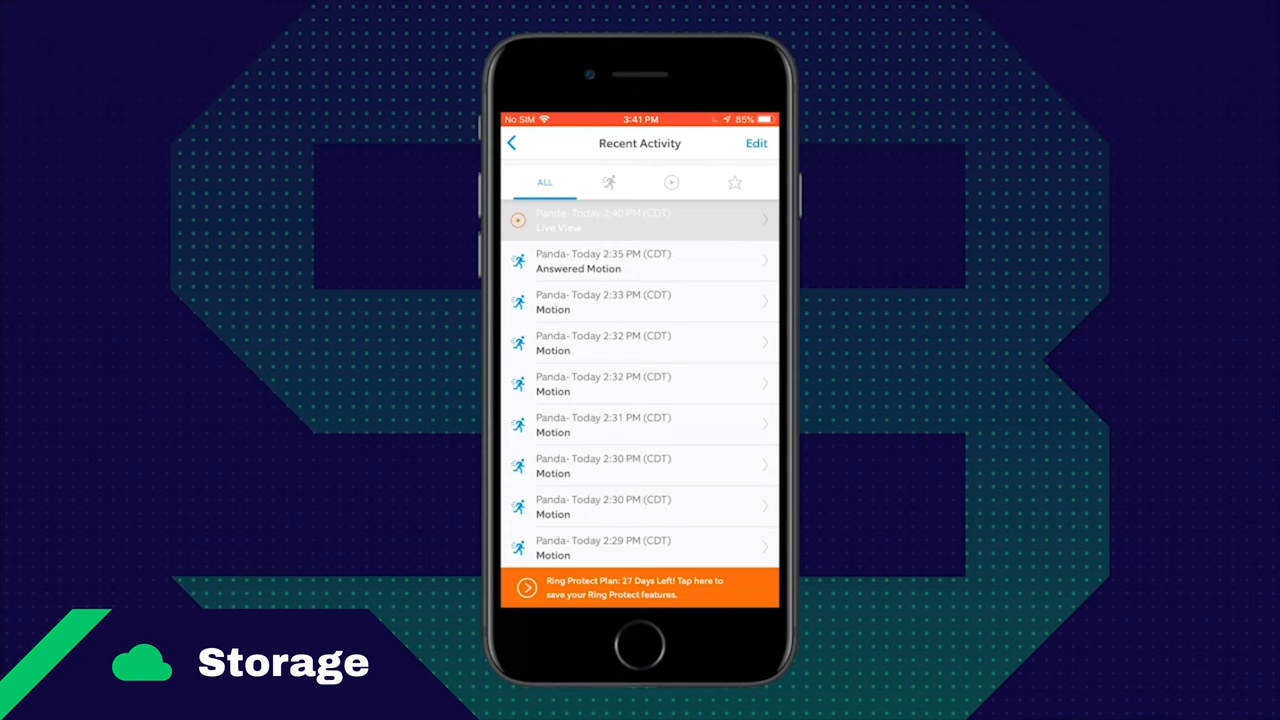 No SIM 3:41 PM 85%
Recent Activity Edit
ALL
Panda- Today 2:40 PM (CDT)
Live View
Panda- Today 2:35 PM (CDT)
Answered Motion
Panda- Today 2:33 PM (CDT)
Motion
Panda- Today 2:32 PM (CDT)
Motion
Panda- Today 2:32 PM (CDT)
Motion
Panda- Today 2:31 PM (CDT)
Motion
Panda- Today 2:30 PM (CDT)
Motion
Panda- Today 2:30 PM (CDT)
Motion
Panda- Today 2:29 PM (CDT)
Motion
Ring Protect Plan: 27 Days Left! Tap here to
save your Ring Protect features.
Storage